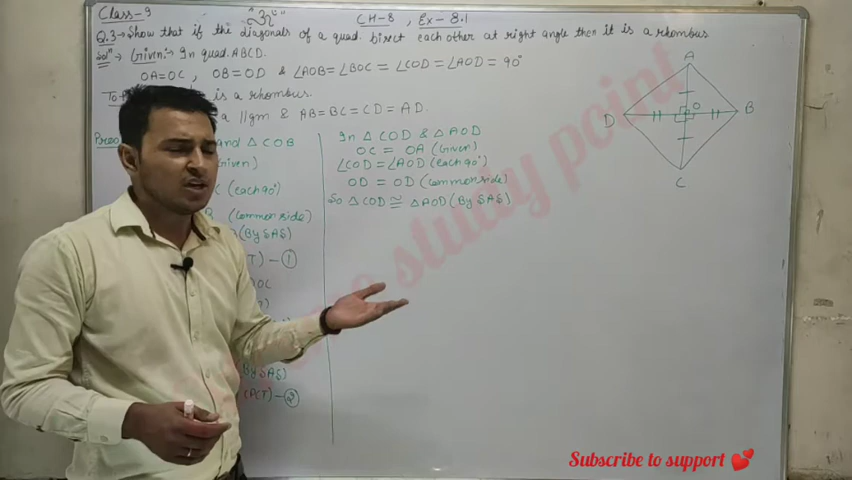 Class-9
CH-8, Ex-8.1
Q.3→ Show that if the diagonals of a quad. bisect each other at right angle then it is a rhombus.
Solⁿ→ Given:→ In quad. ABCD.
OA=OC, OB=OD & ∠AOB=∠BOC=∠COD=∠AOD=90°
is a rhombus.
a llgm & AB=BC=CD=AD.
and △COB
Given)
(each 90°)
(common side)
(By SAS)
-①
OC
By SAS)
-②
In △COD & △AOD
OC = OA (Given)
∠COD = ∠AOD (each 90°)
OD = OD (common side)
So △COD ≅ △AOD (By SAS)
A
D
O
B
C
study point
Subscribe to support 💕